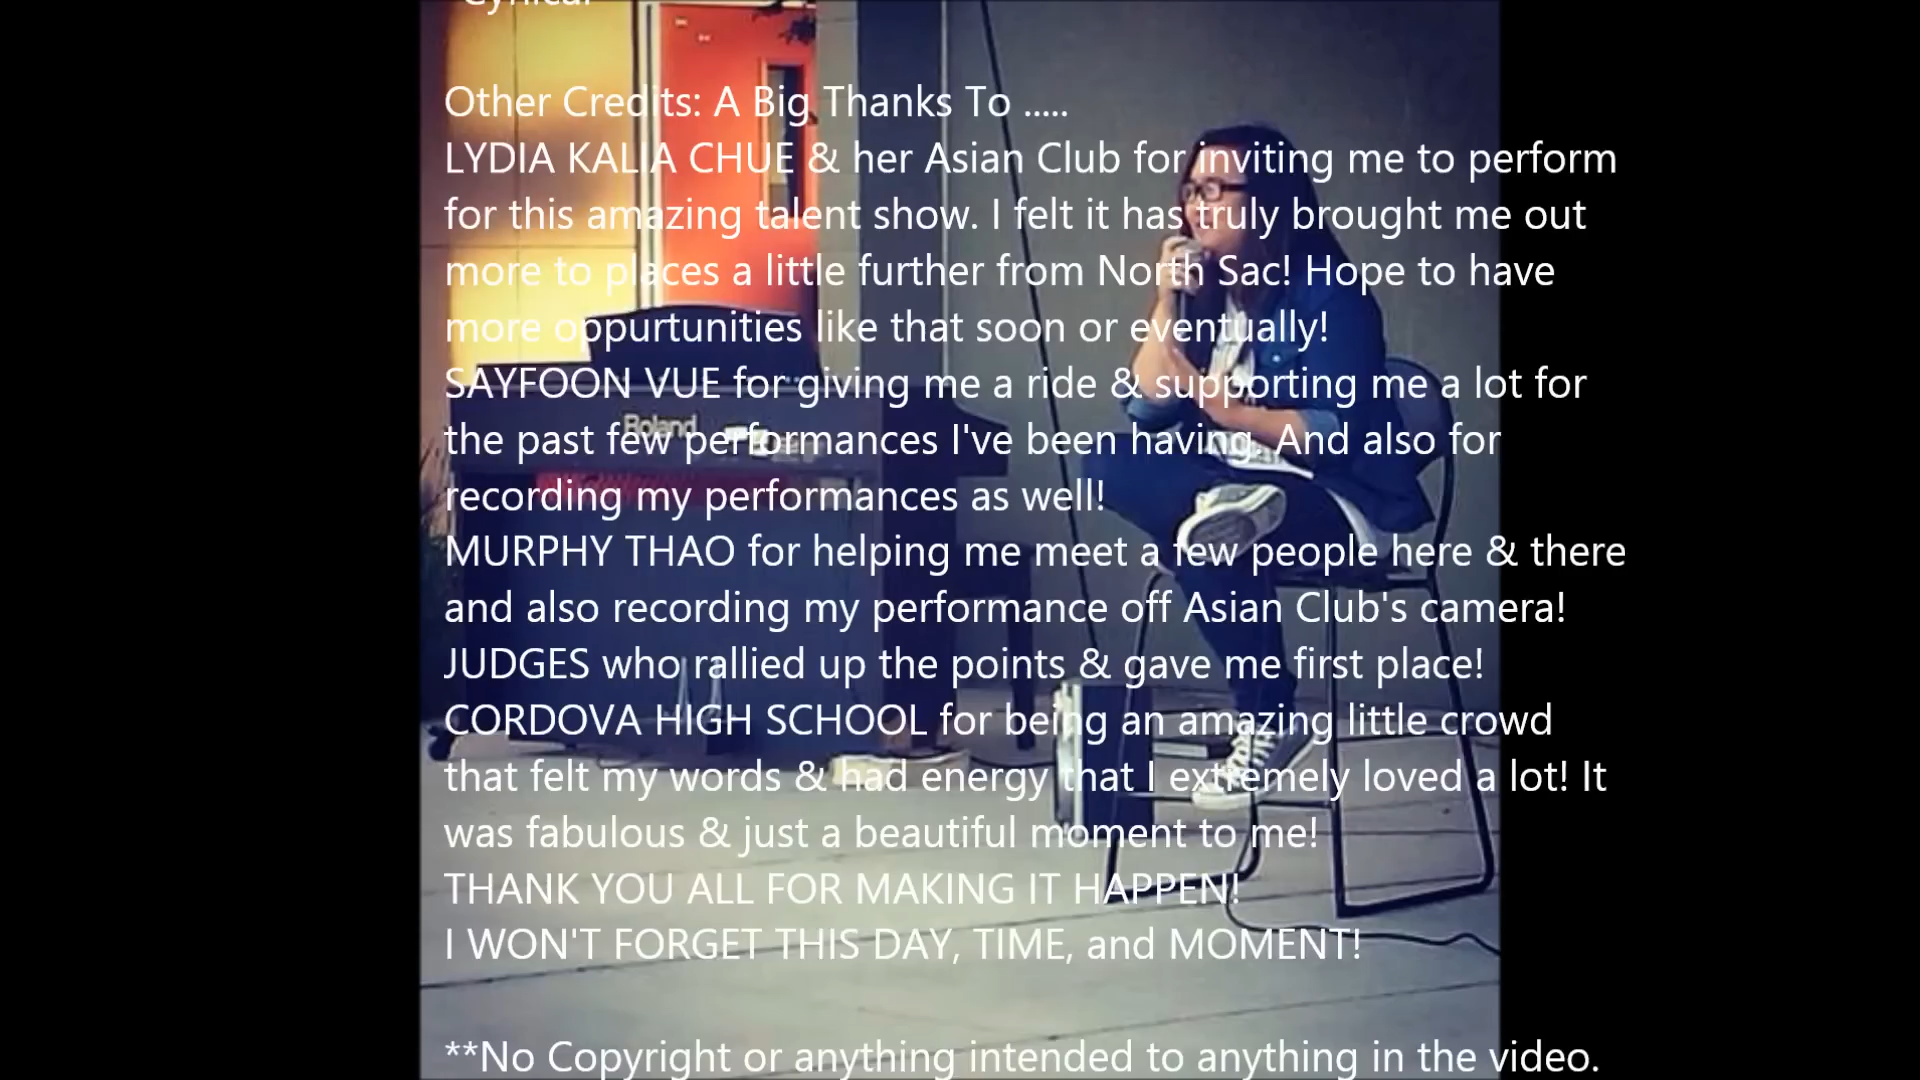 Cynical
Other Credits: A Big Thanks To .....
LYDIA KALIA CHUE & her Asian Club for inviting me to perform
for this amazing talent show. I felt it has truly brought me out
more to places a little further from North Sac! Hope to have
more oppurtunities like that soon or eventually!
SAYFOON VUE for giving me a ride & supporting me a lot for
the past few performances I've been having. And also for
Roland
recording my performances as well!
MURPHY THAO for helping me meet a few people here & there
and also recording my performance off Asian Club's camera!
JUDGES who rallied up the points & gave me first place!
CORDOVA HIGH SCHOOL for being an amazing little crowd
that felt my words & had energy that I extremely loved a lot! It
was fabulous & just a beautiful moment to me!
THANK YOU ALL FOR MAKING IT HAPPEN!
I WON'T FORGET THIS DAY, TIME, and MOMENT!
**No Copyright or anything intended to anything in the video.